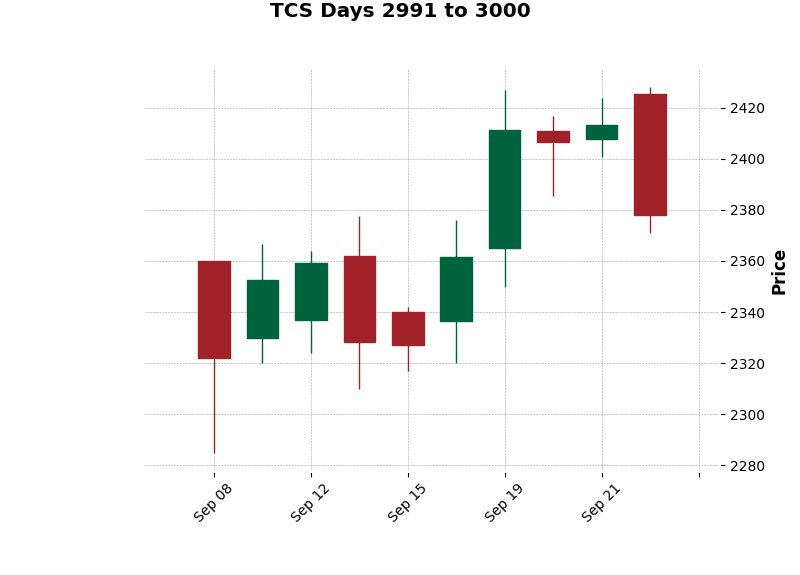 TCS Days 2991 to 3000
2420
2400
2380
2360
2340
2320
2300
2280
Price
Sep 08
Sep 12
Sep 15
Sep 19
Sep 21